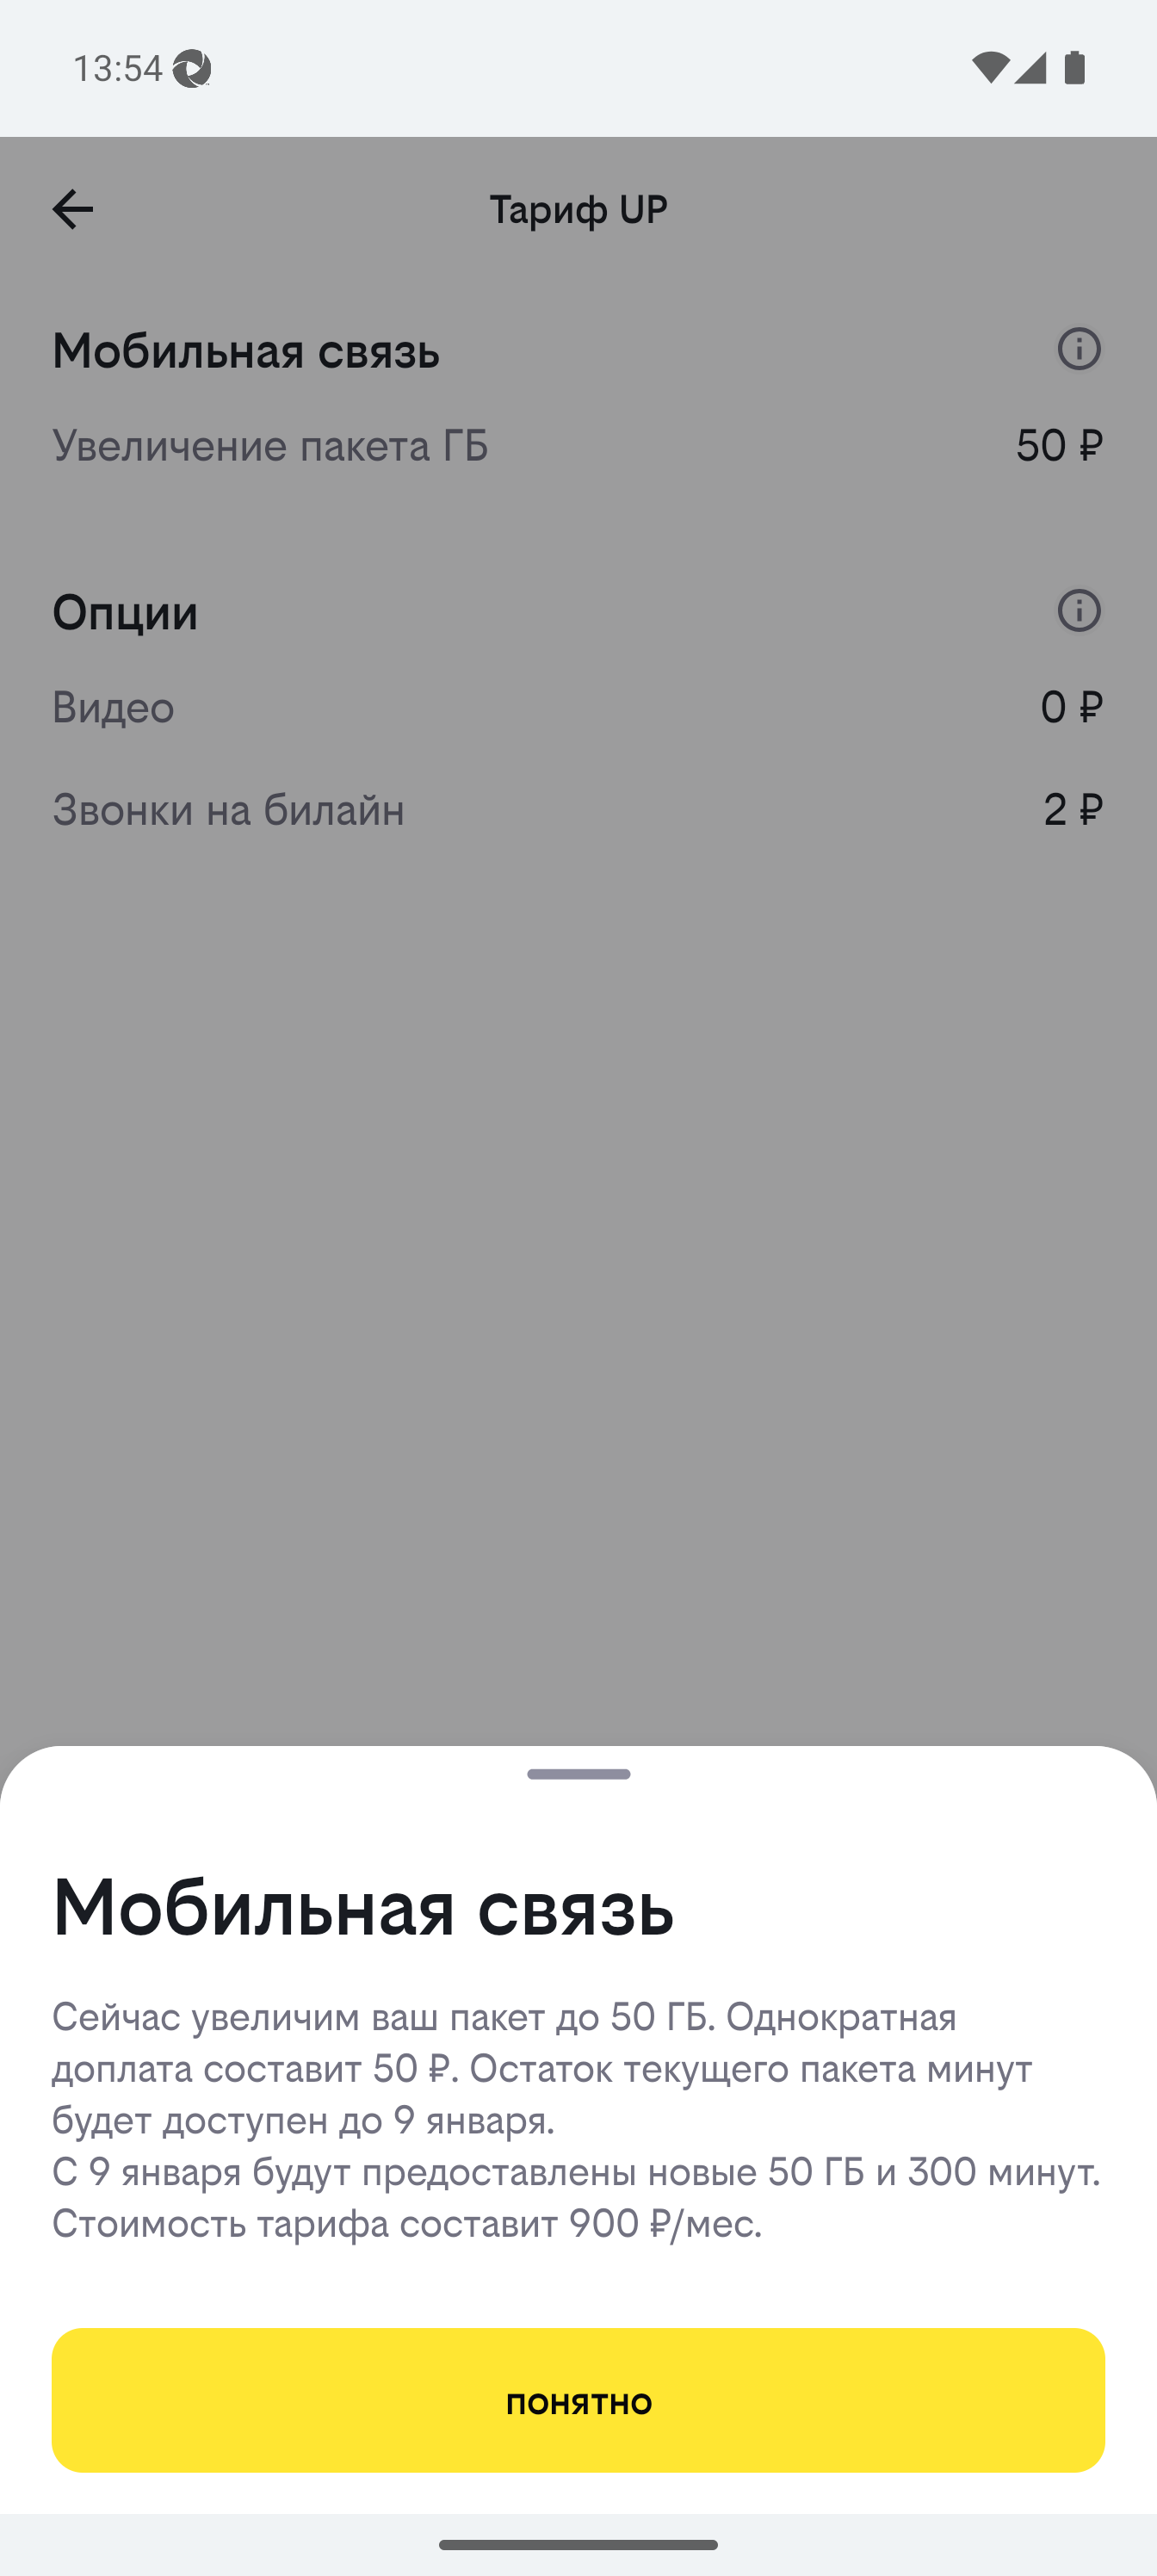 13:54
Тариф UP
Мобильная связь
Увеличение пакета ГБ 50 ₽
Опции
Видео 0 ₽
Звонки на билайн 2 ₽
Мобильная связь
Сейчас увеличим ваш пакет до 50 ГБ. Однократная
доплата составит 50 ₽. Остаток текущего пакета минут
будет доступен до 9 января.
С 9 января будут предоставлены новые 50 ГБ и 300 минут.
Стоимость тарифа составит 900 ₽/мес.
понятно